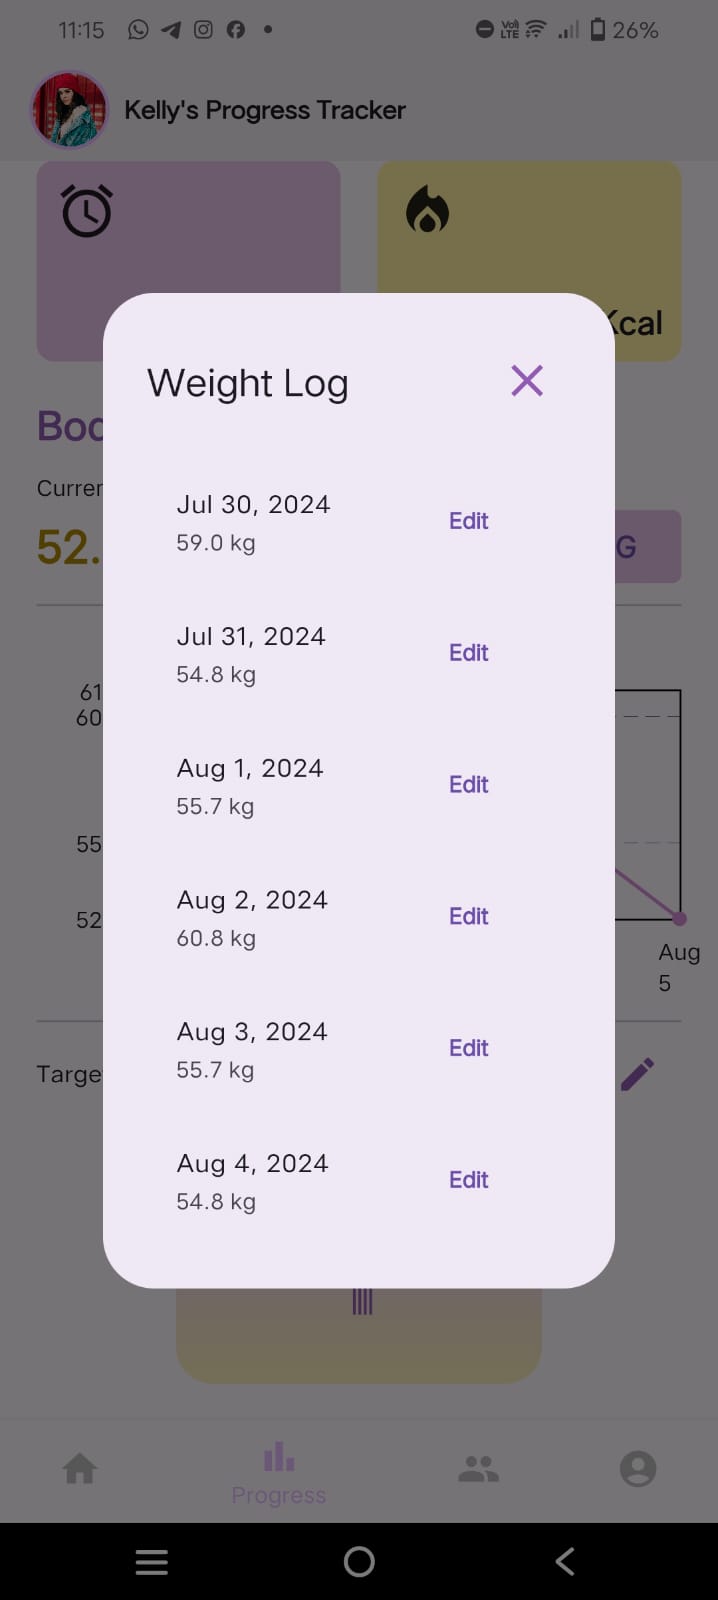 11:15
Vo)
LTE
26%
Kelly's Progress Tracker
Kcal
Weight Log
Jul 30, 2024
59.0 kg
Edit
Jul 31, 2024
54.8 kg
Edit
Aug 1, 2024
55.7 kg
Edit
Aug 2, 2024
60.8 kg
Edit
Aug 3, 2024
55.7 kg
Edit
Aug 4, 2024
54.8 kg
Edit
52.
G
61
60
55
52
Aug
5
Progress